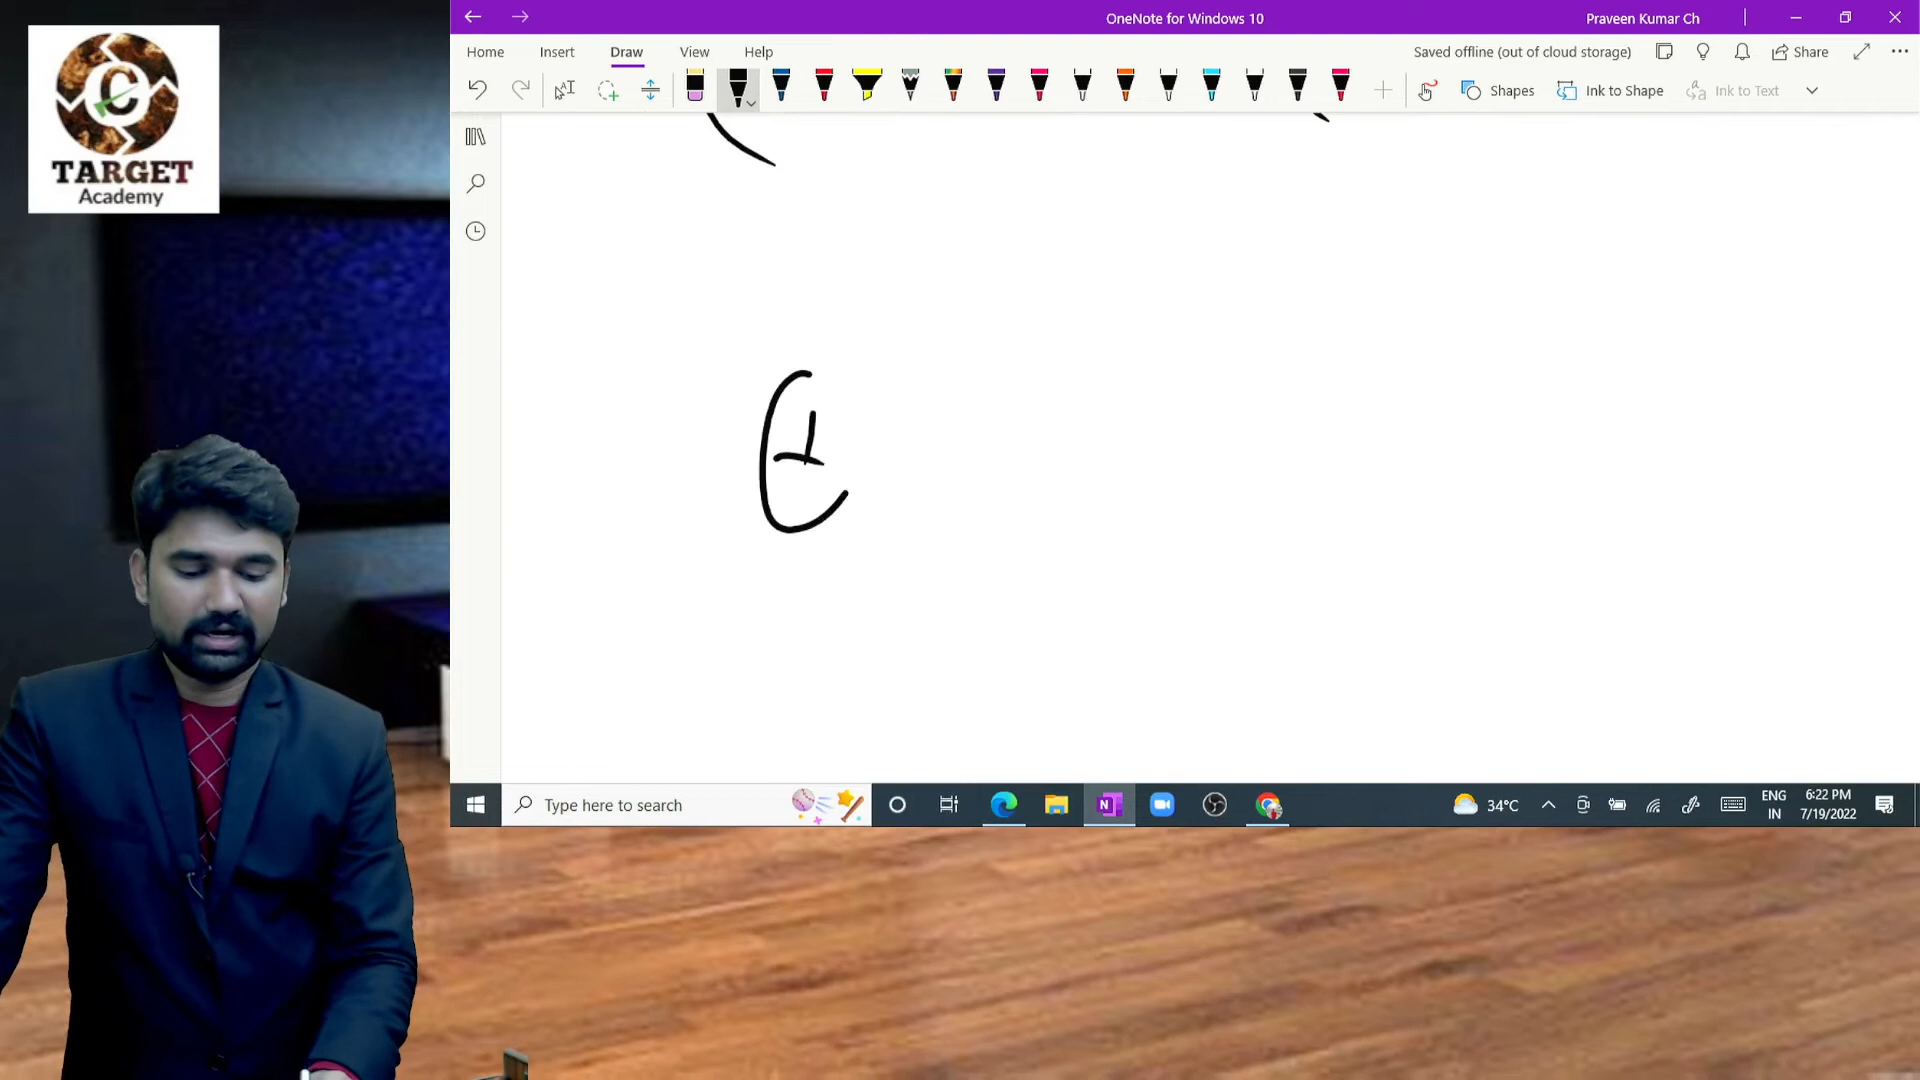 C
TARGET
Academy
OneNote for Windows 10
Praveen Kumar Ch
Home Insert Draw View Help
Saved offline (out of cloud storage)
Share
Shapes
Ink to Shape
Ink to Text
Type here to search
34°C
ENG
IN
6:22 PM
7/19/2022